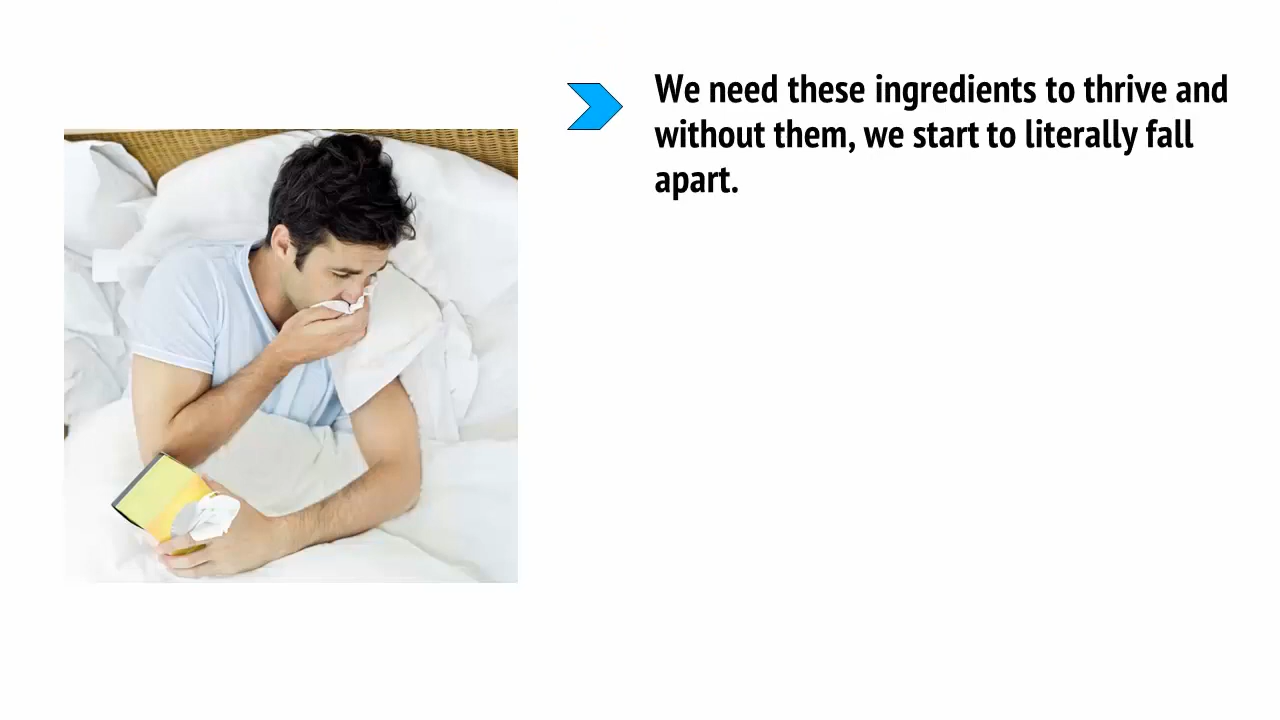 We need these ingredients to thrive and
without them, we start to literally fall
apart.